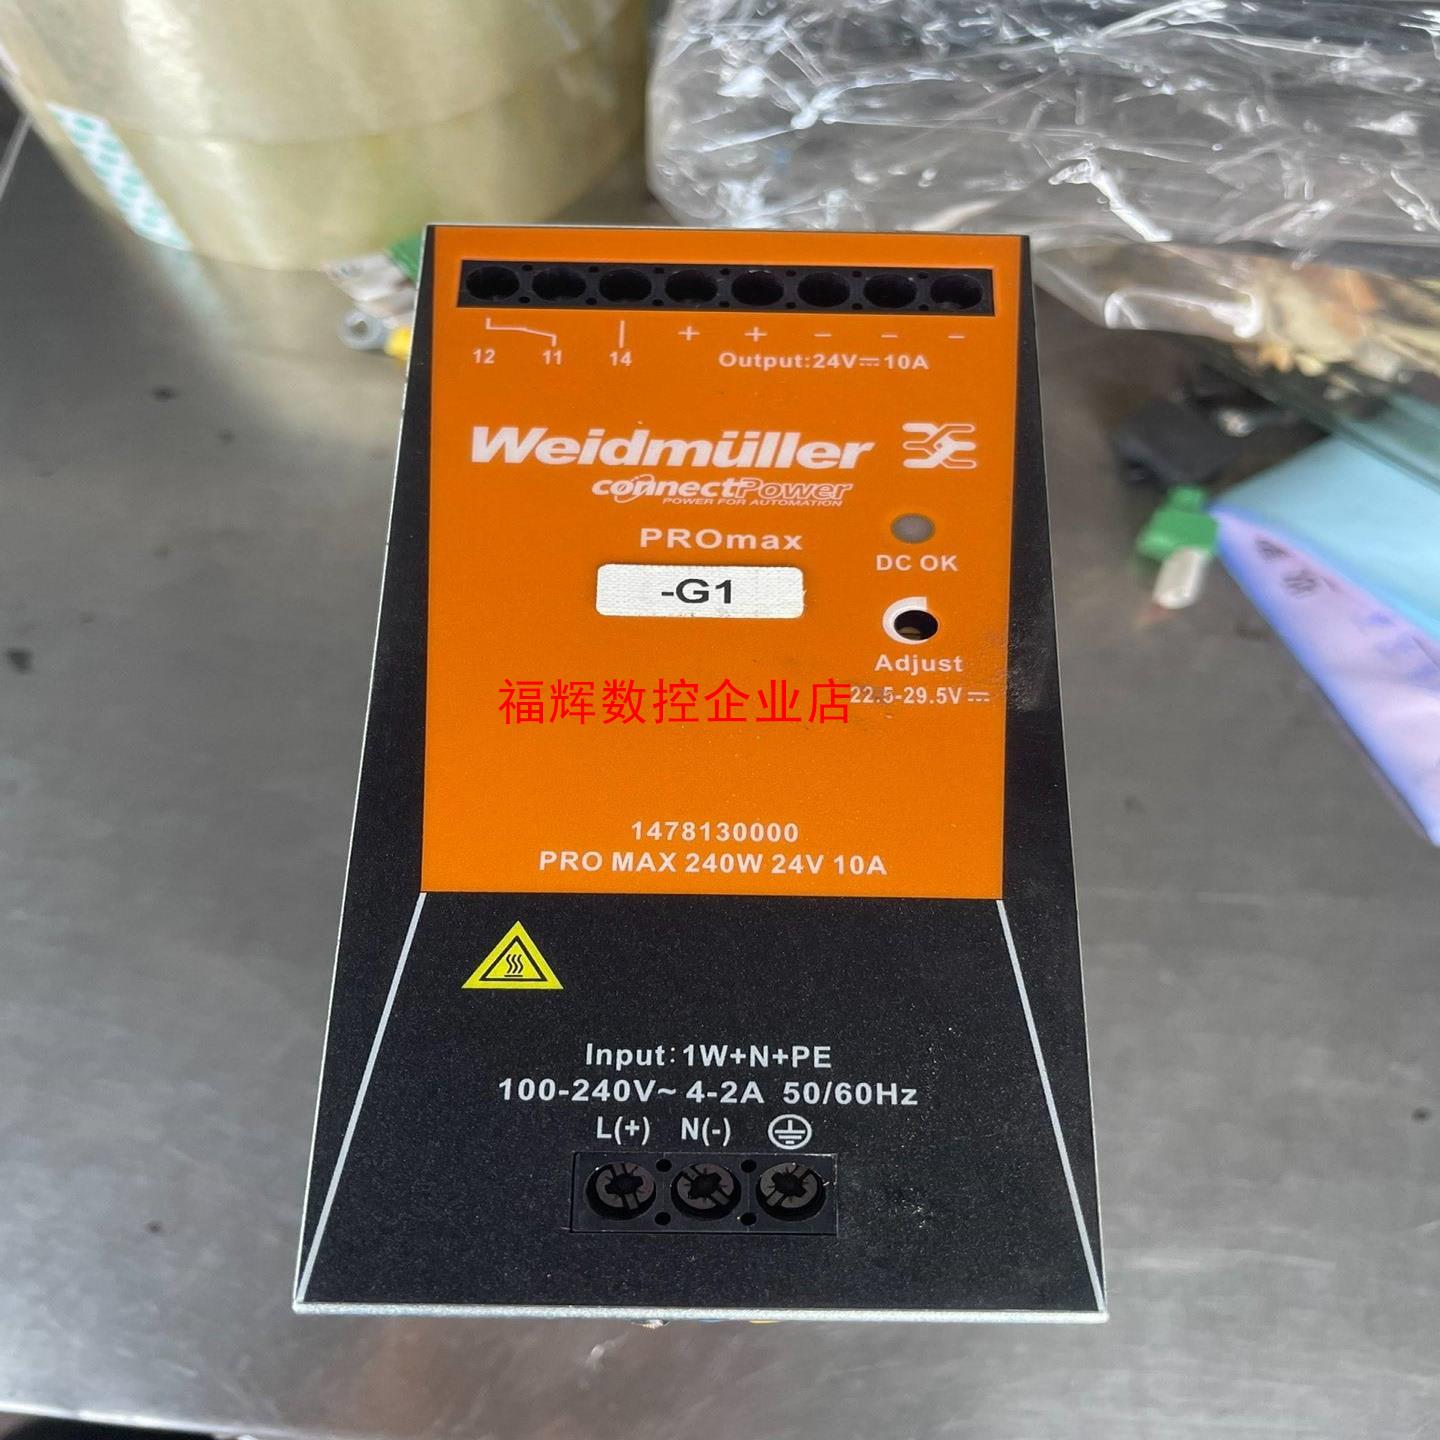 + + − − −
12 11 14 Output:24V⎓10A
Weidmüller
connectPower
POWER FOR AUTOMATION
PROmax
DC OK
-G1
Adjust
22.5-29.5V⎓
福辉数控企业店
1478130000
PRO MAX 240W 24V 10A
Input:1W+N+PE
100-240V~ 4-2A 50/60Hz
L(+) N(-)